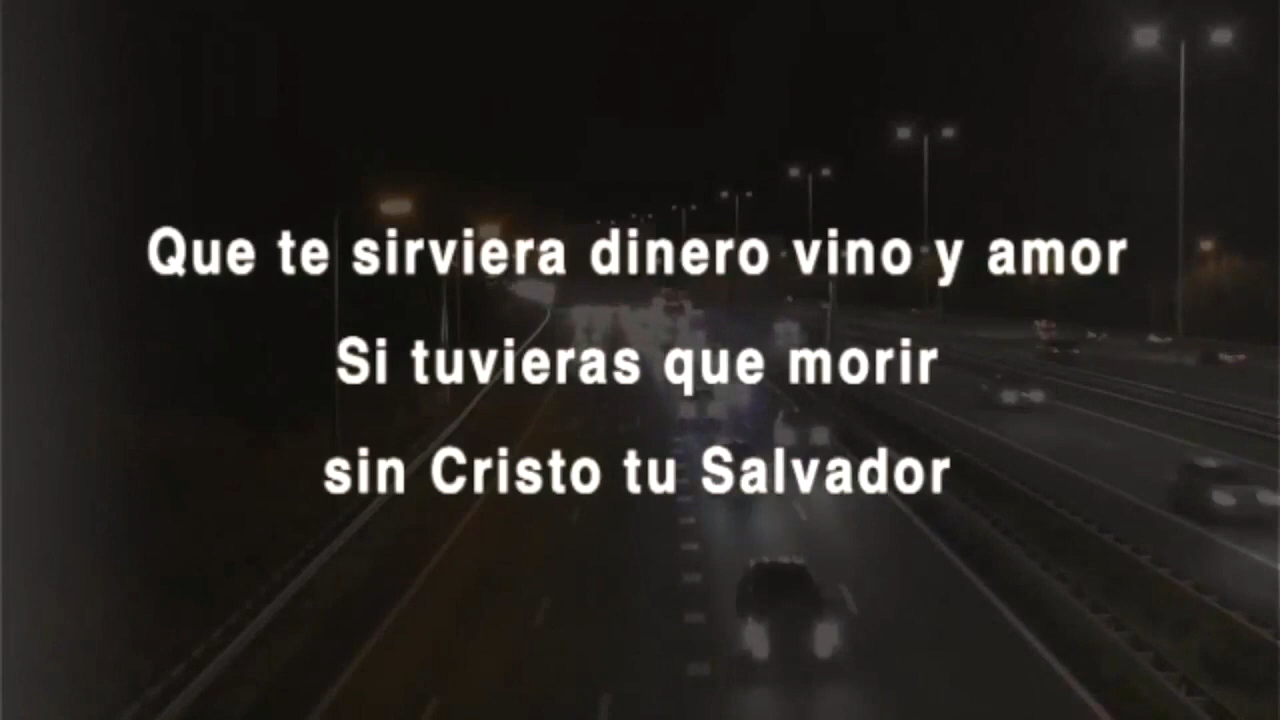 Que te sirviera dinero vino y amor
Si tuvieras que morir
sin Cristo tu Salvador